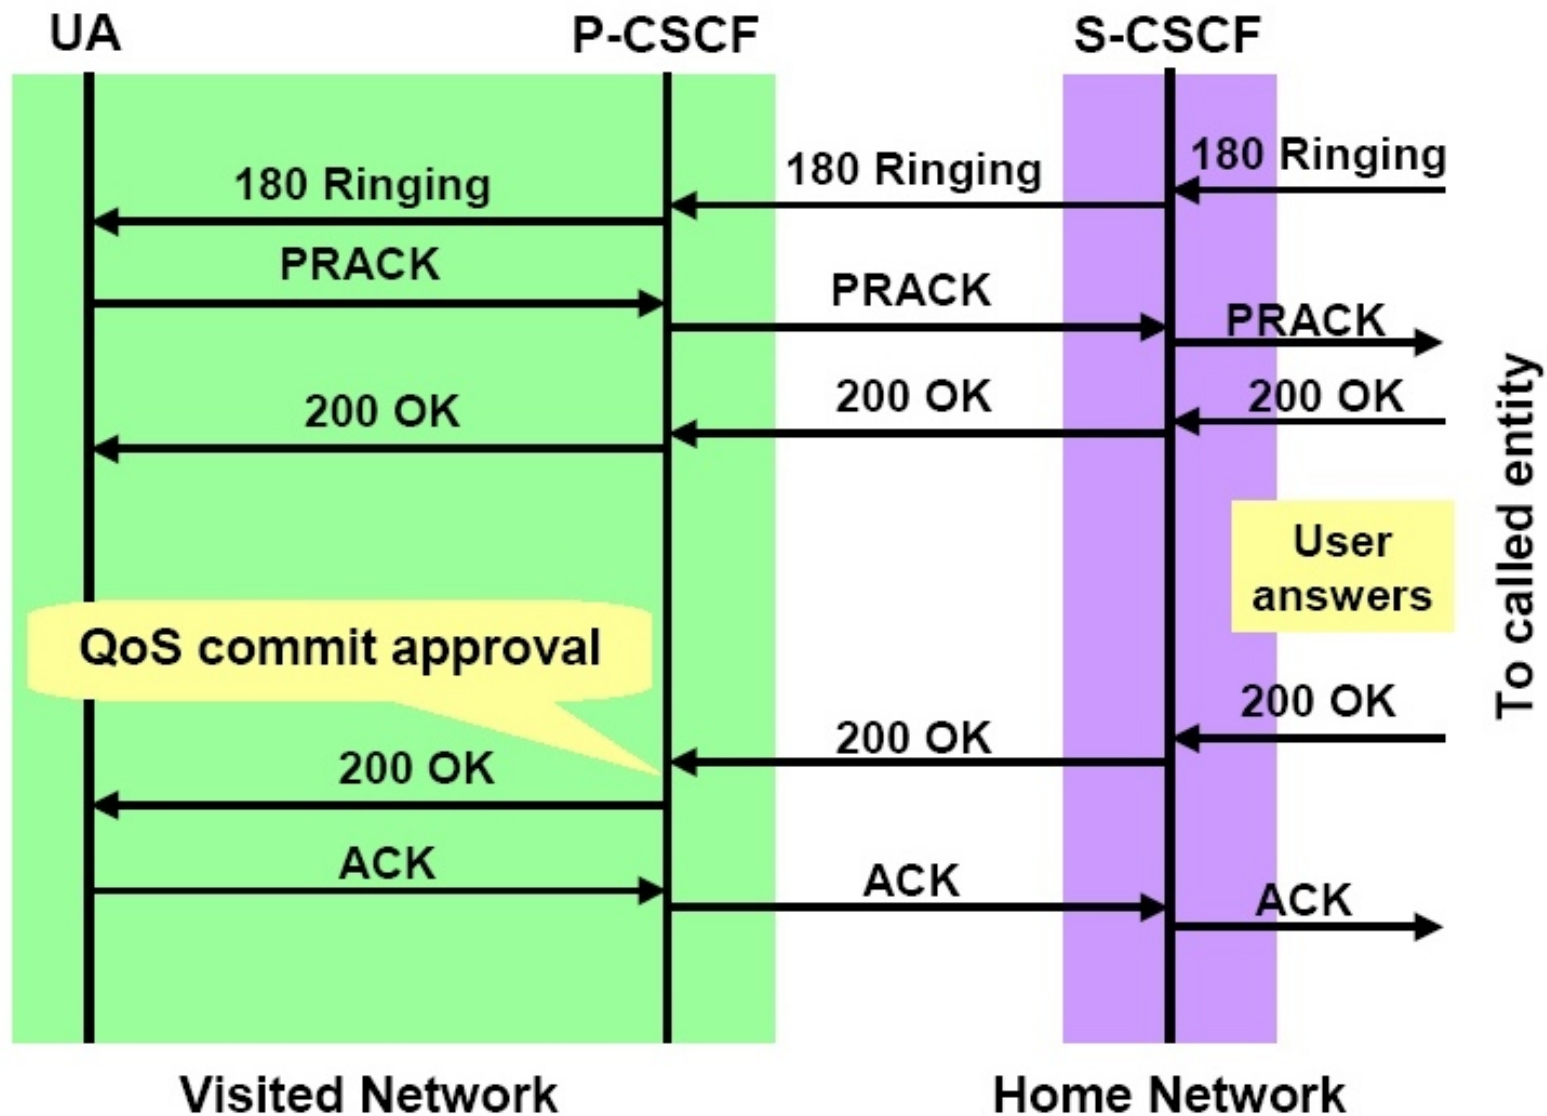 UA
P-CSCF
S-CSCF
180 Ringing
180 Ringing
180 Ringing
PRACK
PRACK
PRACK
200 OK
200 OK
200 OK
To called entity
User
answers
QoS commit approval
200 OK
200 OK
200 OK
ACK
ACK
ACK
Visited Network
Home Network